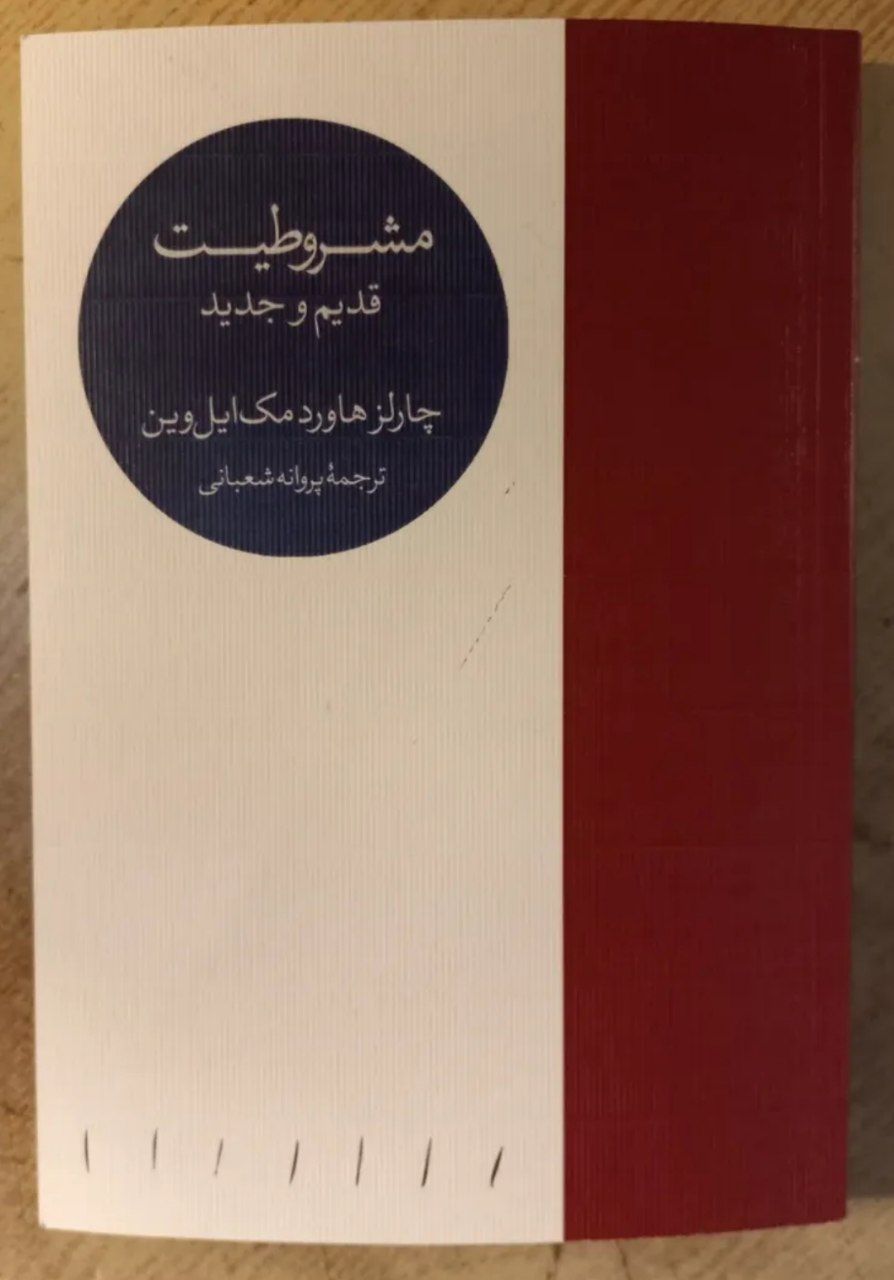 مشروطیت
قدیم و جدید
چارلز هاورد مک‌ایل‌وین
ترجمهٔ پروانه شعبانی